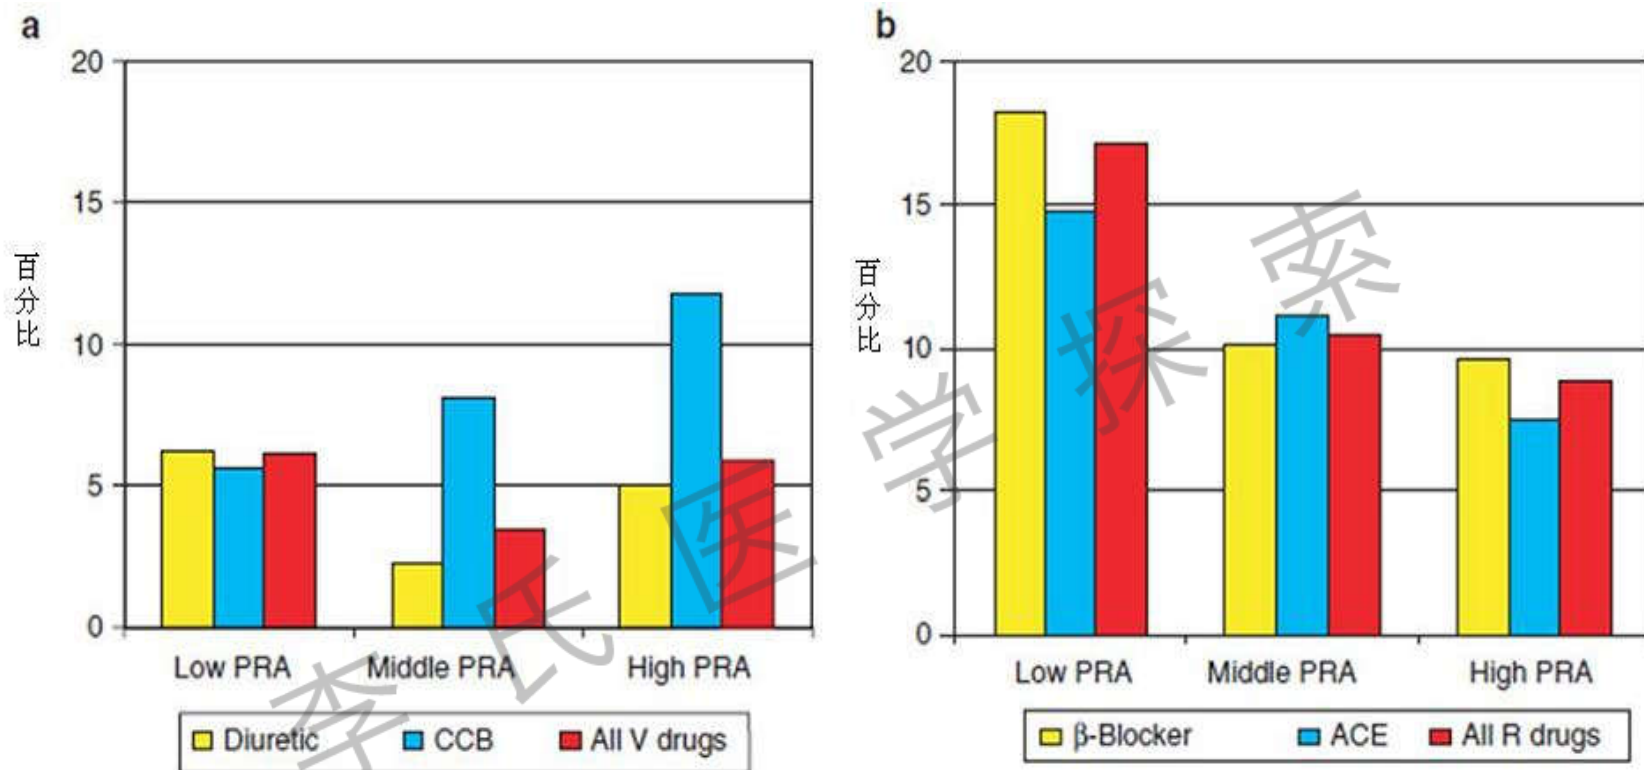 a
20
15
10
5
0
百分比
Low PRA Middle PRA High PRA
Diuretic CCB All V drugs
b
20
15
10
5
0
百分比
Low PRA Middle PRA High PRA
β-Blocker ACE All R drugs
李氏医学探索